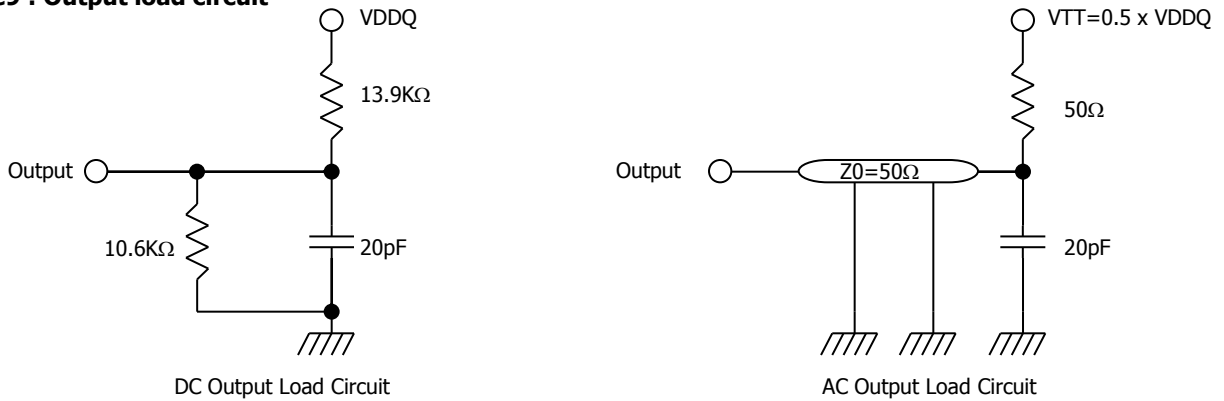 : Output load circuit
VDDQ
13.9KΩ
Output
10.6KΩ
20pF
DC Output Load Circuit
VTT=0.5 x VDDQ
50Ω
Output
Z0=50Ω
20pF
AC Output Load Circuit